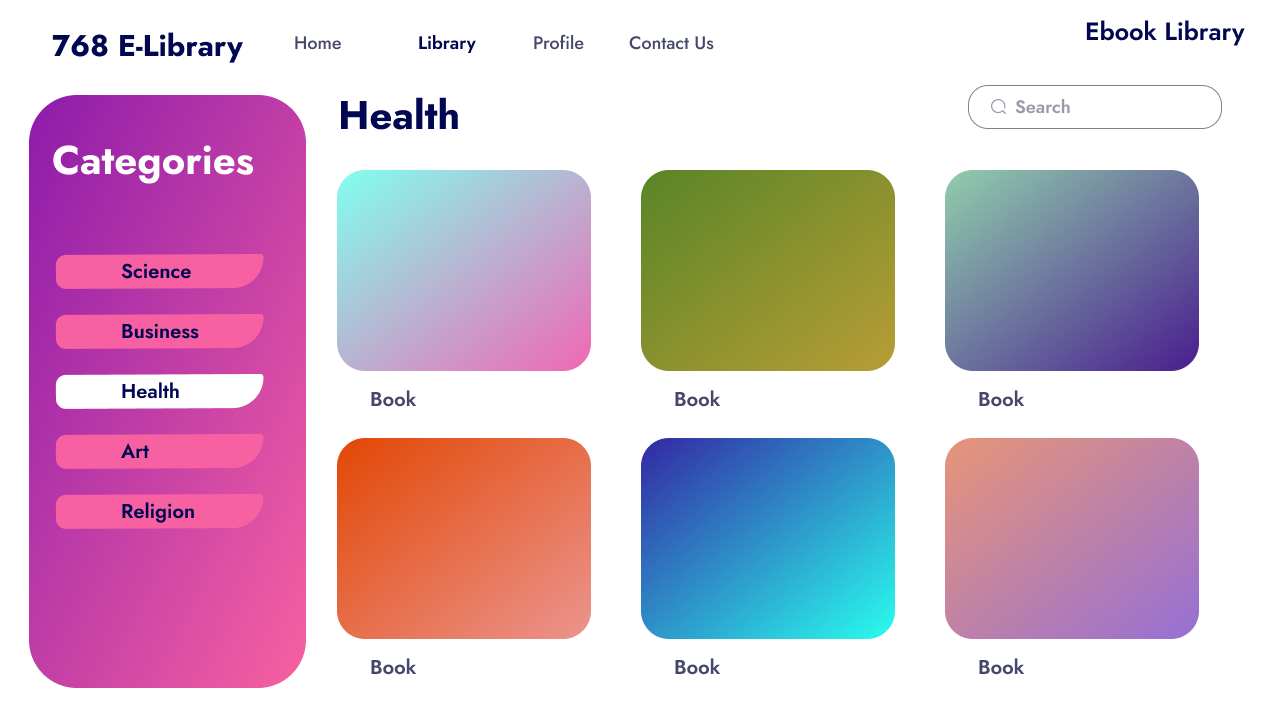 768 E-Library
Home
Library
Profile
Contact Us
Ebook Library
Categories
Science
Business
Health
Art
Religion
Health
Search
Book
Book
Book
Book
Book
Book